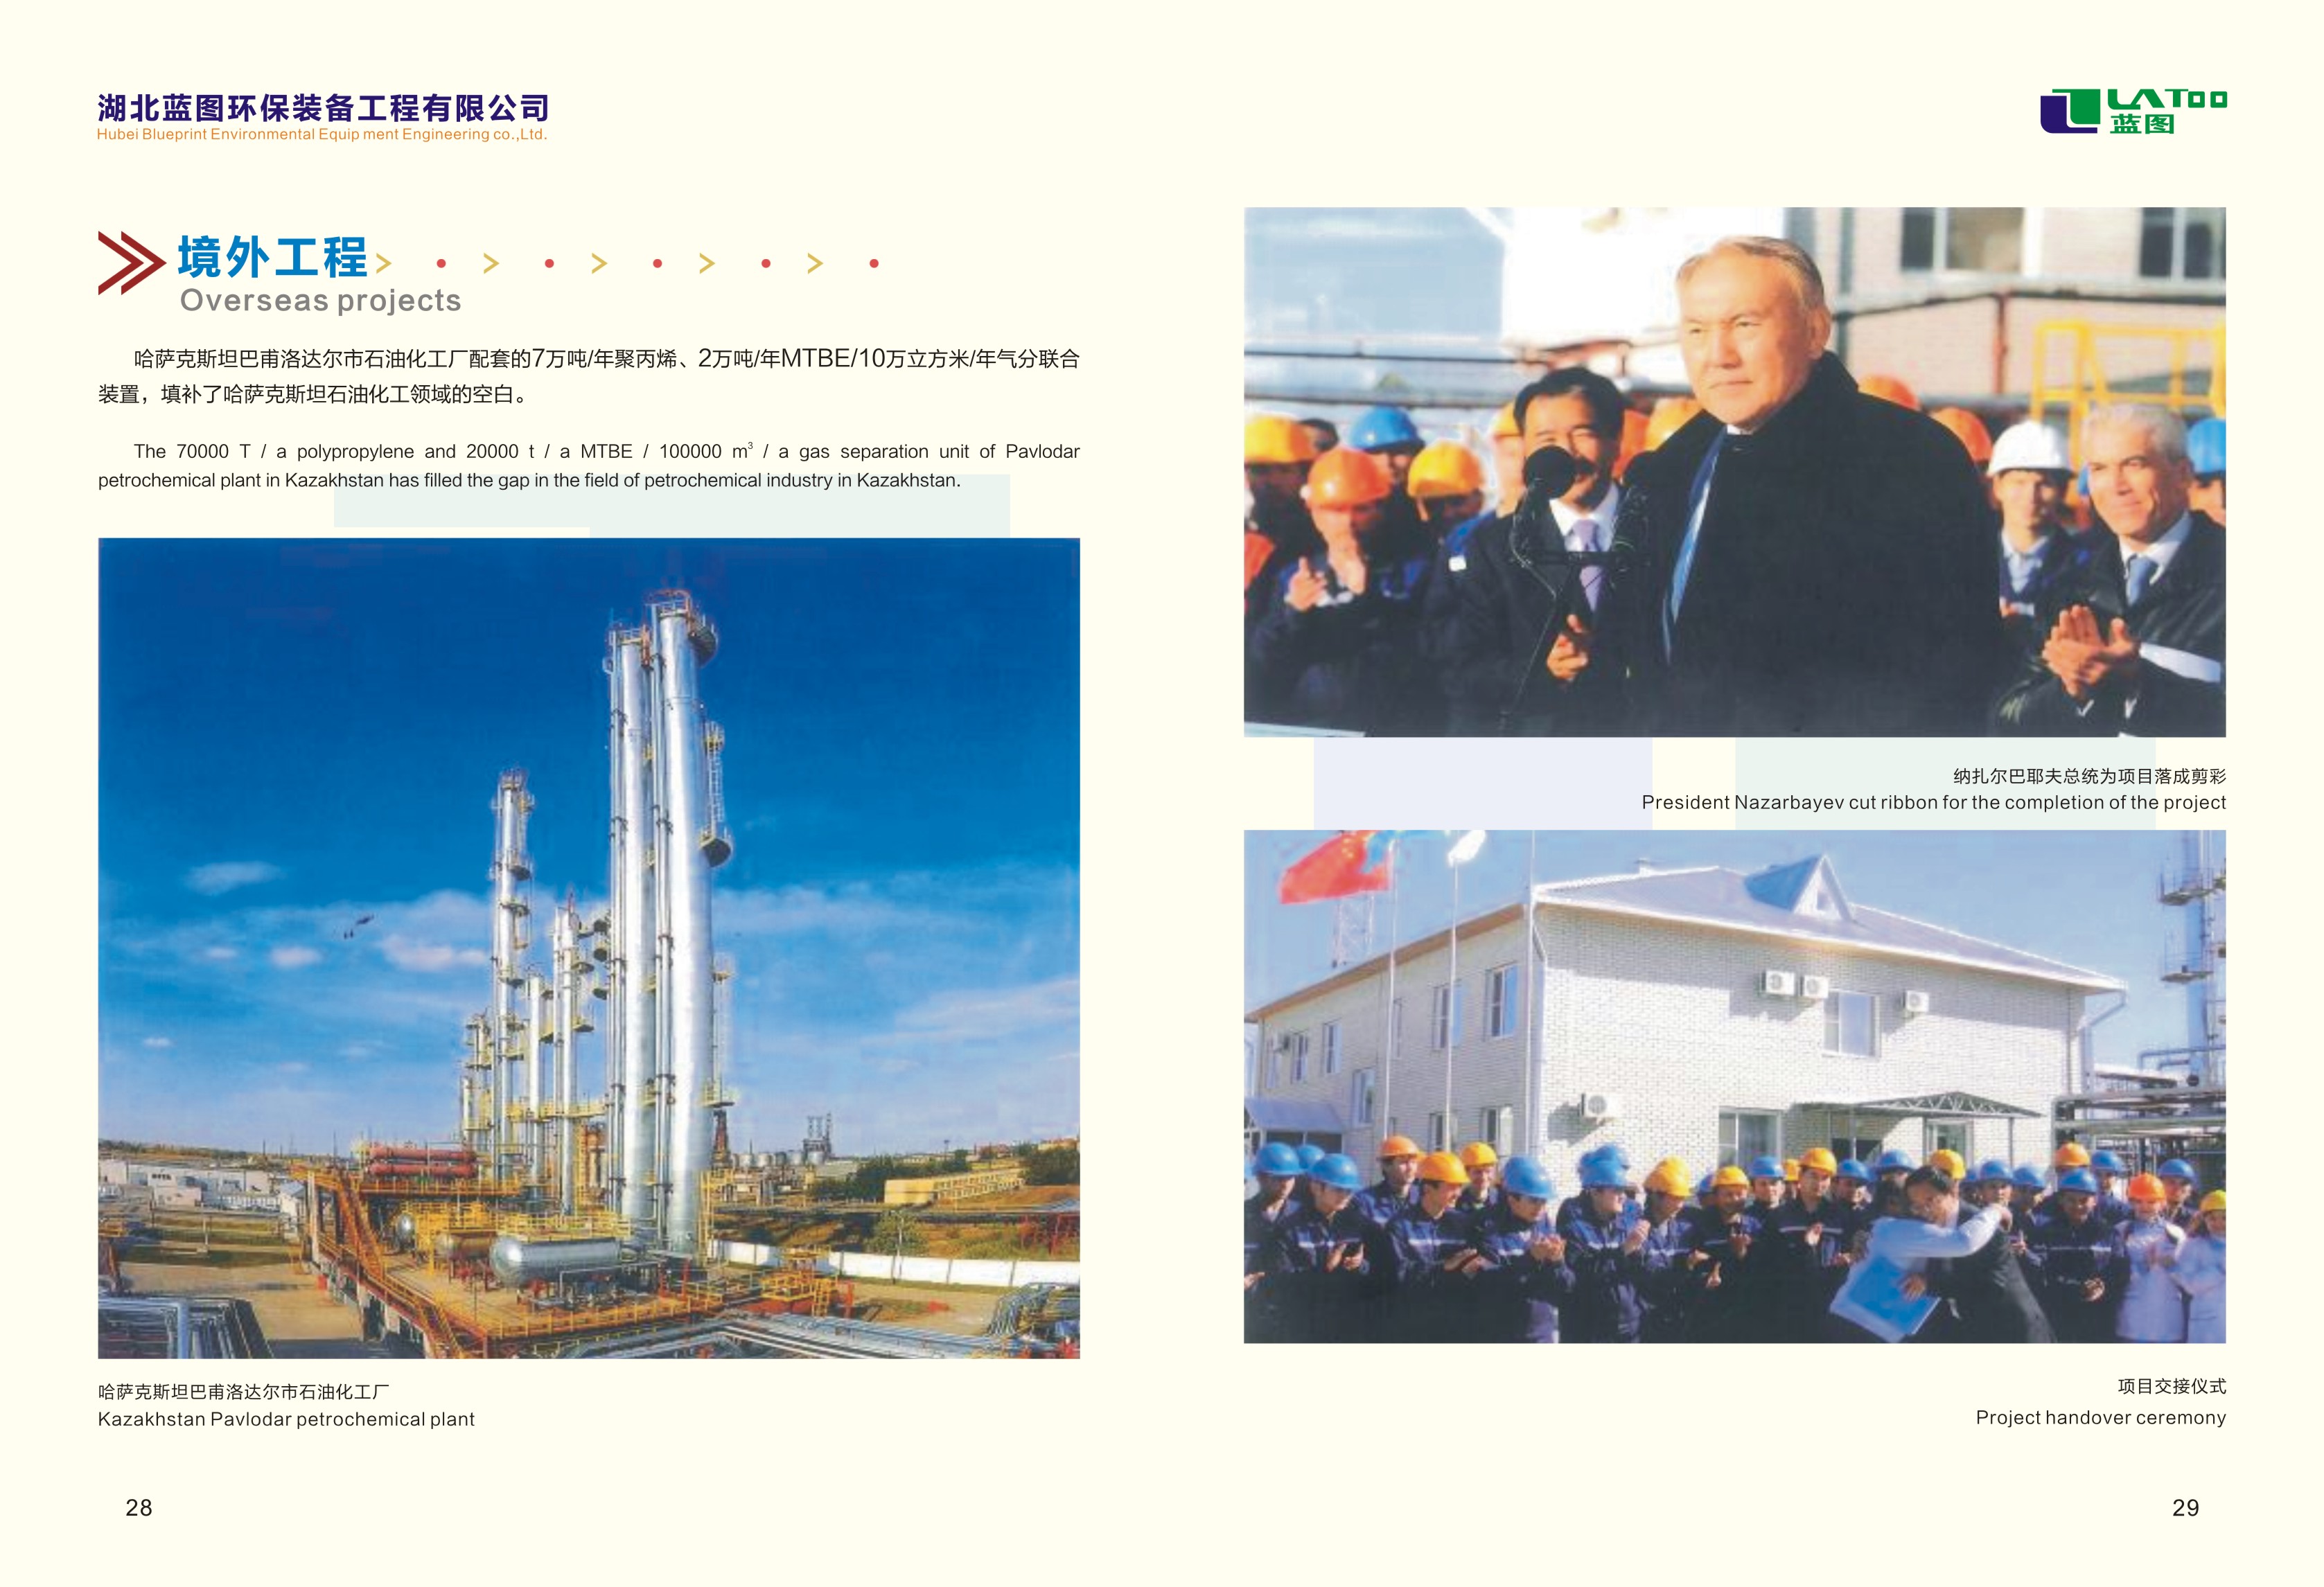 湖北蓝图环保装备工程有限公司
Hubei Blueprint Environmental Equip ment Engineering co.,Ltd.
LATOO
蓝图
境外工程
Overseas projects
哈萨克斯坦巴甫洛达尔市石油化工厂配套的7万吨/年聚丙烯、2万吨/年MTBE/10万立方米/年气分联合
装置，填补了哈萨克斯坦石油化工领域的空白。
The 70000 T / a polypropylene and 20000 t / a MTBE / 100000 m³ / a gas separation unit of Pavlodar
petrochemical plant in Kazakhstan has filled the gap in the field of petrochemical industry in Kazakhstan.
哈萨克斯坦巴甫洛达尔市石油化工厂
Kazakhstan Pavlodar petrochemical plant
28
纳扎尔巴耶夫总统为项目落成剪彩
President Nazarbayev cut ribbon for the completion of the project
项目交接仪式
Project handover ceremony
29